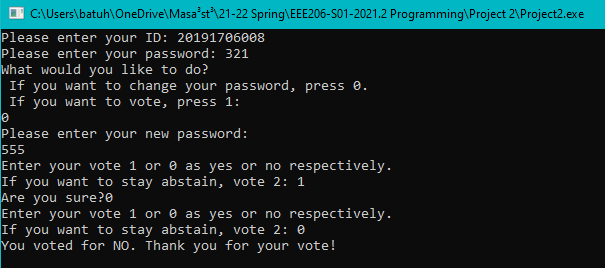 C:\Users\batuh\OneDrive\Masa³st³\21-22 Spring\EEE206-S01-2021.2 Programming\Project 2\Project2.exe
Please enter your ID: 20191706008
Please enter your password: 321
What would you like to do?
 If you want to change your password, press 0.
 If you want to vote, press 1:
0
Please enter your new password:
555
Enter your vote 1 or 0 as yes or no respectively.
If you want to stay abstain, vote 2: 1
Are you sure?0
Enter your vote 1 or 0 as yes or no respectively.
If you want to stay abstain, vote 2: 0
You voted for NO. Thank you for your vote!